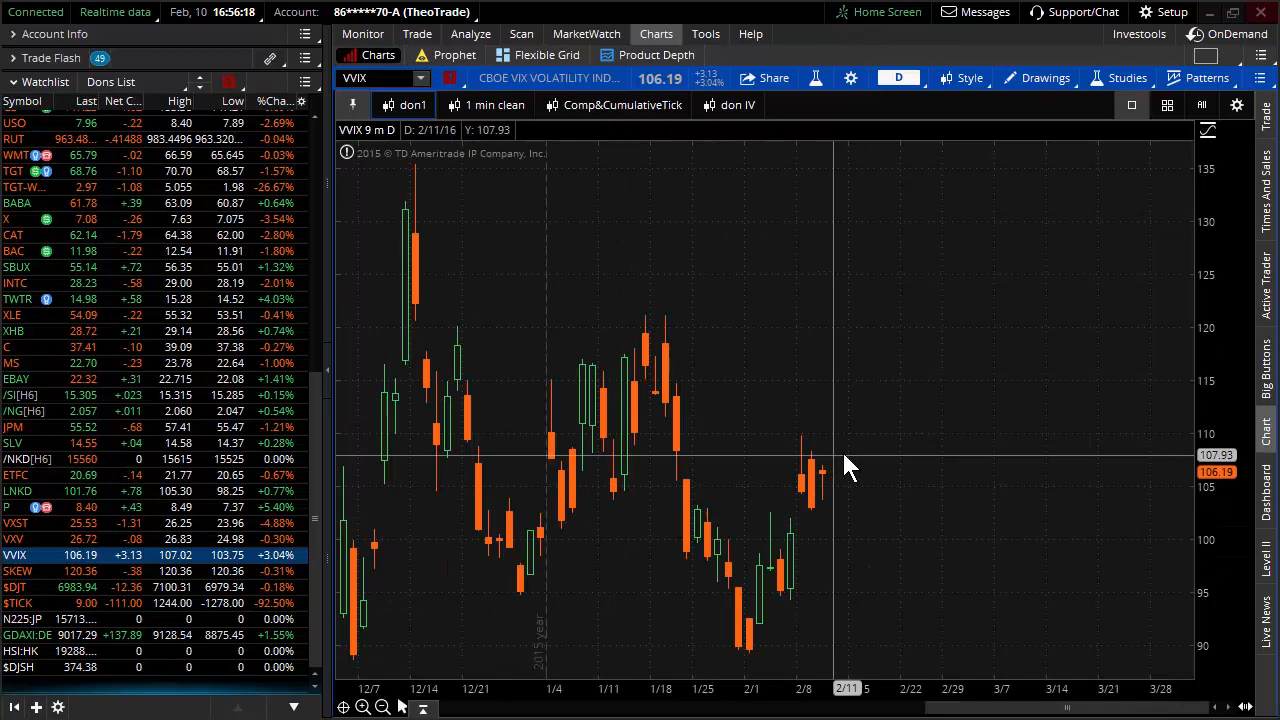 Connected Realtime data Feb, 10 16:56:18 Account: 86*****70-A (TheoTrade) Home Screen Messages Support/Chat Setup
Account Info
Monitor Trade Analyze Scan MarketWatch Charts Tools Help Investools OnDemand
Trade Flash 49
Charts Prophet Flexible Grid Product Depth
Watchlist Dons List
VVIX CBOE VIX VOLATILITY IND... 106.19 +3.13 +3.04% Share D Style Drawings Studies Patterns
Symbol Last Net C... High Low %Cha...
don1 1 min clean Comp&CumulativeTick don IV All
VVIX 9 m D D: 2/11/16 Y: 107.93
2015 © TD Ameritrade IP Company, Inc.
USO 7.96 -.22 8.40 7.89 -2.69%
RUT 963.48... -.41488 983.4496 963.320... -0.04%
WMT 65.79 -.02 66.59 65.645 -0.03%
TGT 68.76 -1.10 70.70 68.57 -1.57%
TGT-W... 2.97 -1.08 5.055 1.98 -26.67%
BABA 61.78 +.39 63.09 60.87 +0.64%
X 7.08 -.26 7.63 7.075 -3.54%
CAT 62.14 -1.79 64.38 62.00 -2.80%
BAC 11.98 -.22 12.54 11.91 -1.80%
SBUX 55.14 +.72 56.35 55.01 +1.32%
INTC 28.23 -.58 29.00 28.19 -2.01%
TWTR 14.98 +.58 15.28 14.52 +4.03%
XLE 54.09 -.22 55.32 53.51 -0.41%
XHB 28.72 +.21 29.14 28.56 +0.74%
C 37.41 -.10 39.09 37.38 -0.27%
MS 22.70 -.23 23.78 22.64 -1.00%
EBAY 22.32 +.31 22.715 22.08 +1.41%
/SI[H6] 15.305 +.023 15.315 15.285 +0.15%
/NG[H6] 2.057 +.011 2.060 2.047 +0.54%
JPM 55.52 -.68 57.41 55.47 -1.21%
SLV 14.55 +.04 14.58 14.37 +0.28%
/NKD[H6] 15560 0 15615 15525 0.00%
ETFC 20.77 -.14 21.77 20.65 -0.67%
LNKD 101.76 +.78 105.30 98.25 +0.77%
P 8.40 +.43 8.49 7.37 +5.40%
VXST 25.53 -1.31 26.25 23.96 -4.88%
VXV 26.72 -.08 26.83 24.98 -0.30%
VVIX 106.19 +3.13 107.02 103.75 +3.04%
SKEW 120.36 -.38 120.36 120.36 -0.31%
$DJT 6983.94 -12.36 7100.31 6979.34 -0.18%
$TICK 9.00 -111.00 1244.00 -1278.00 -92.50%
N225:JP 15713.... 0 0 0 0.00%
GDAXI:DE 9017.29 +137.89 9128.54 8875.45 +1.55%
HSI:HK 19288.... 0 0 0 0.00%
$DJSH 374.38 0 0 0 0.00%
135
130
125
120
115
110
107.93
106.19
105
100
95
90
2015 year
12/7 12/14 12/21 1/4 1/11 1/18 1/25 2/1 2/8 2/11 5 2/22 2/29 3/7 3/14 3/21 3/28
Trade
Times And Sales
Active Trader
Big Buttons
Chart
Dashboard
Level II
Live News